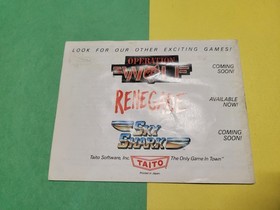 LOOK FOR OUR OTHER EXCITING GAMES!
OPERATION
WOLF
COMING
SOON!
RENEGADE
AVAILABLE
NOW!
SKY
SHARK
COMING
SOON!
Taito Software, Inc.
TAITO
The Only Game In Town™